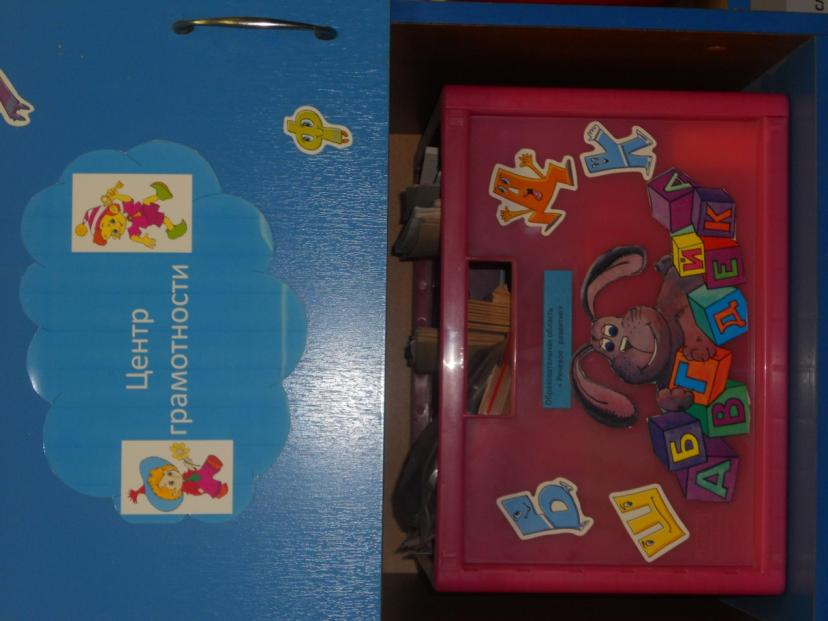 Центр
грамотности
Ф
Образовательная область
« Речевое развитие»
Ш
А Б В Г Д Е Й К